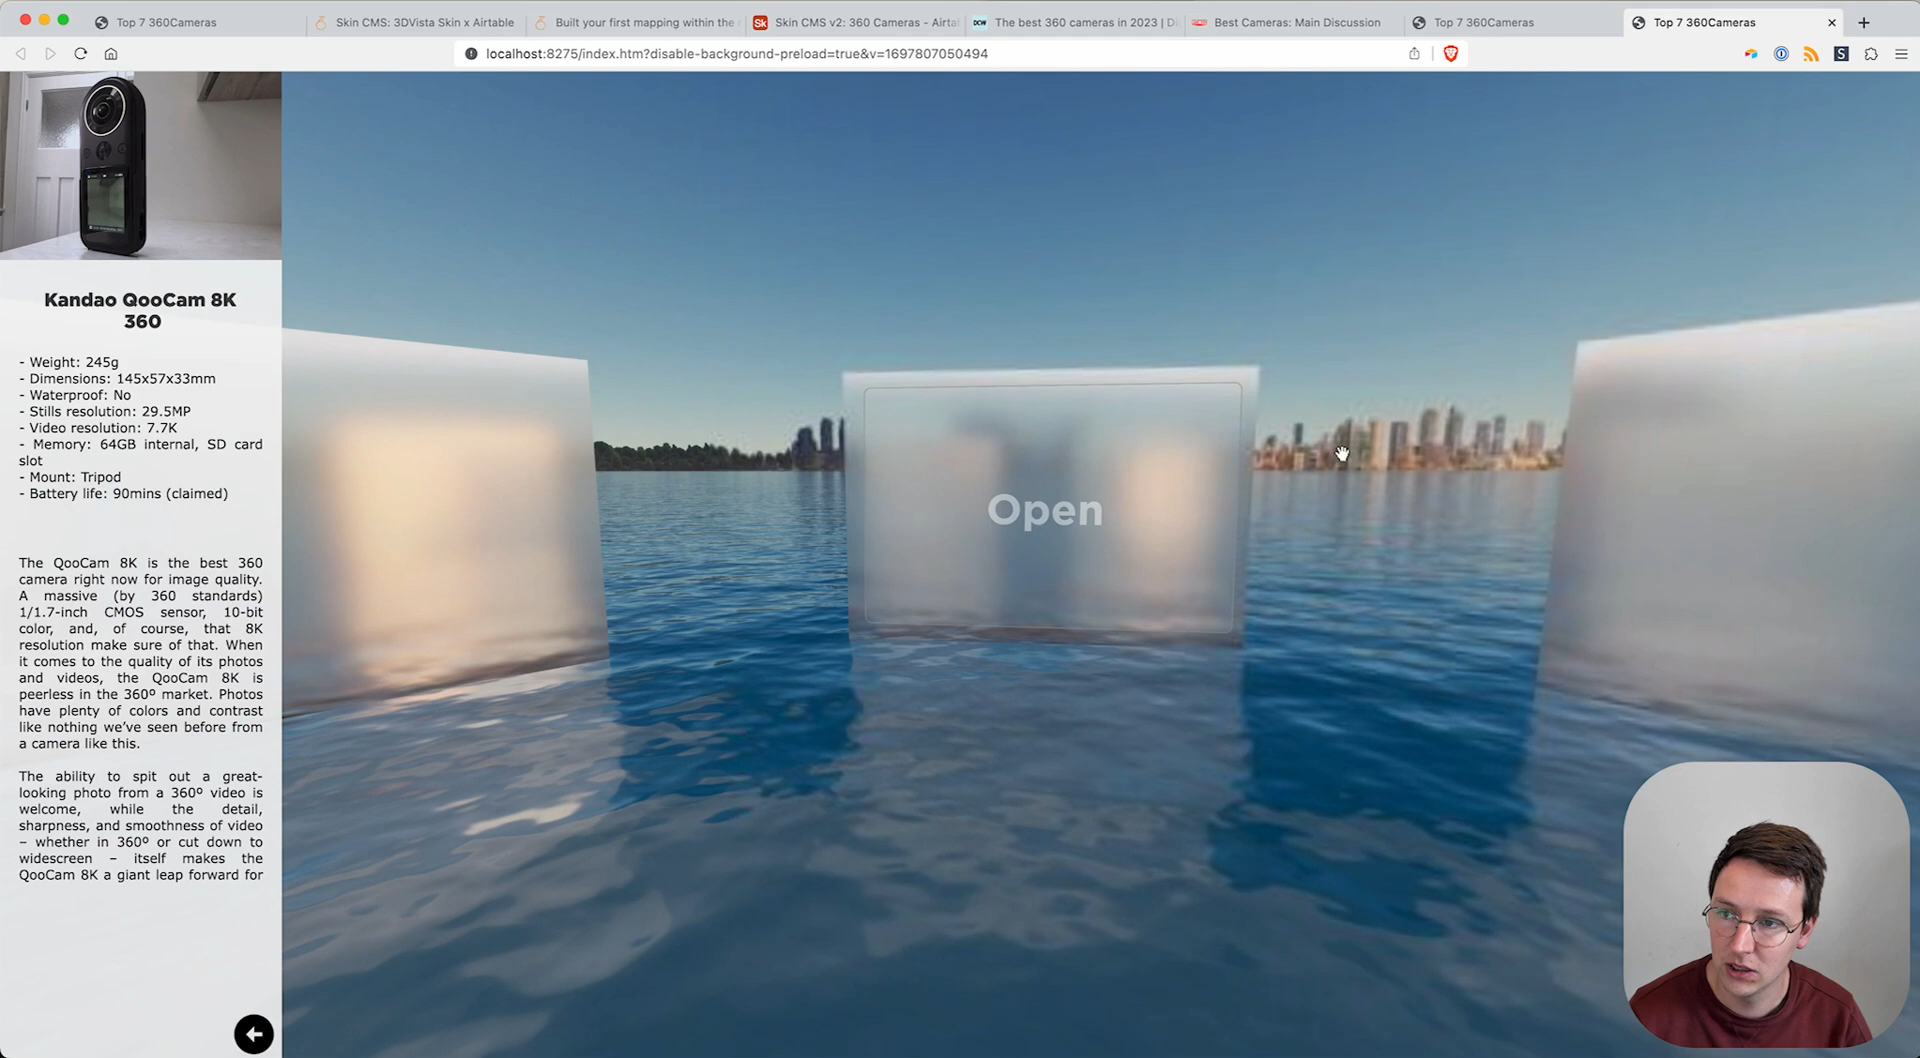 Top 7 360Cameras
Skin CMS: 3DVista Skin x Airtable
Built your first mapping within the
Sk
Skin CMS v2: 360 Cameras - Airta
DCW
The best 360 cameras in 2023 | Di
Best Cameras: Main Discussion
Top 7 360Cameras
Top 7 360Cameras
localhost:8275/index.htm?disable-background-preload=true&v=1697807050494
S
Kandao QooCam 8K
360
- Weight: 245g
- Dimensions: 145x57x33mm
- Waterproof: No
- Stills resolution: 29.5MP
- Video resolution: 7.7K
- Memory: 64GB internal, SD card
slot
- Mount: Tripod
- Battery life: 90mins (claimed)
The QooCam 8K is the best 360
camera right now for image quality.
A massive (by 360 standards)
1/1.7-inch CMOS sensor, 10-bit
color, and, of course, that 8K
resolution make sure of that. When
it comes to the quality of its photos
and videos, the QooCam 8K is
peerless in the 360º market. Photos
have plenty of colors and contrast
like nothing we’ve seen before from
a camera like this.
The ability to spit out a great-
looking photo from a 360º video is
welcome, while the detail,
sharpness, and smoothness of video
– whether in 360º or cut down to
widescreen – itself makes the
QooCam 8K a giant leap forward for
Open